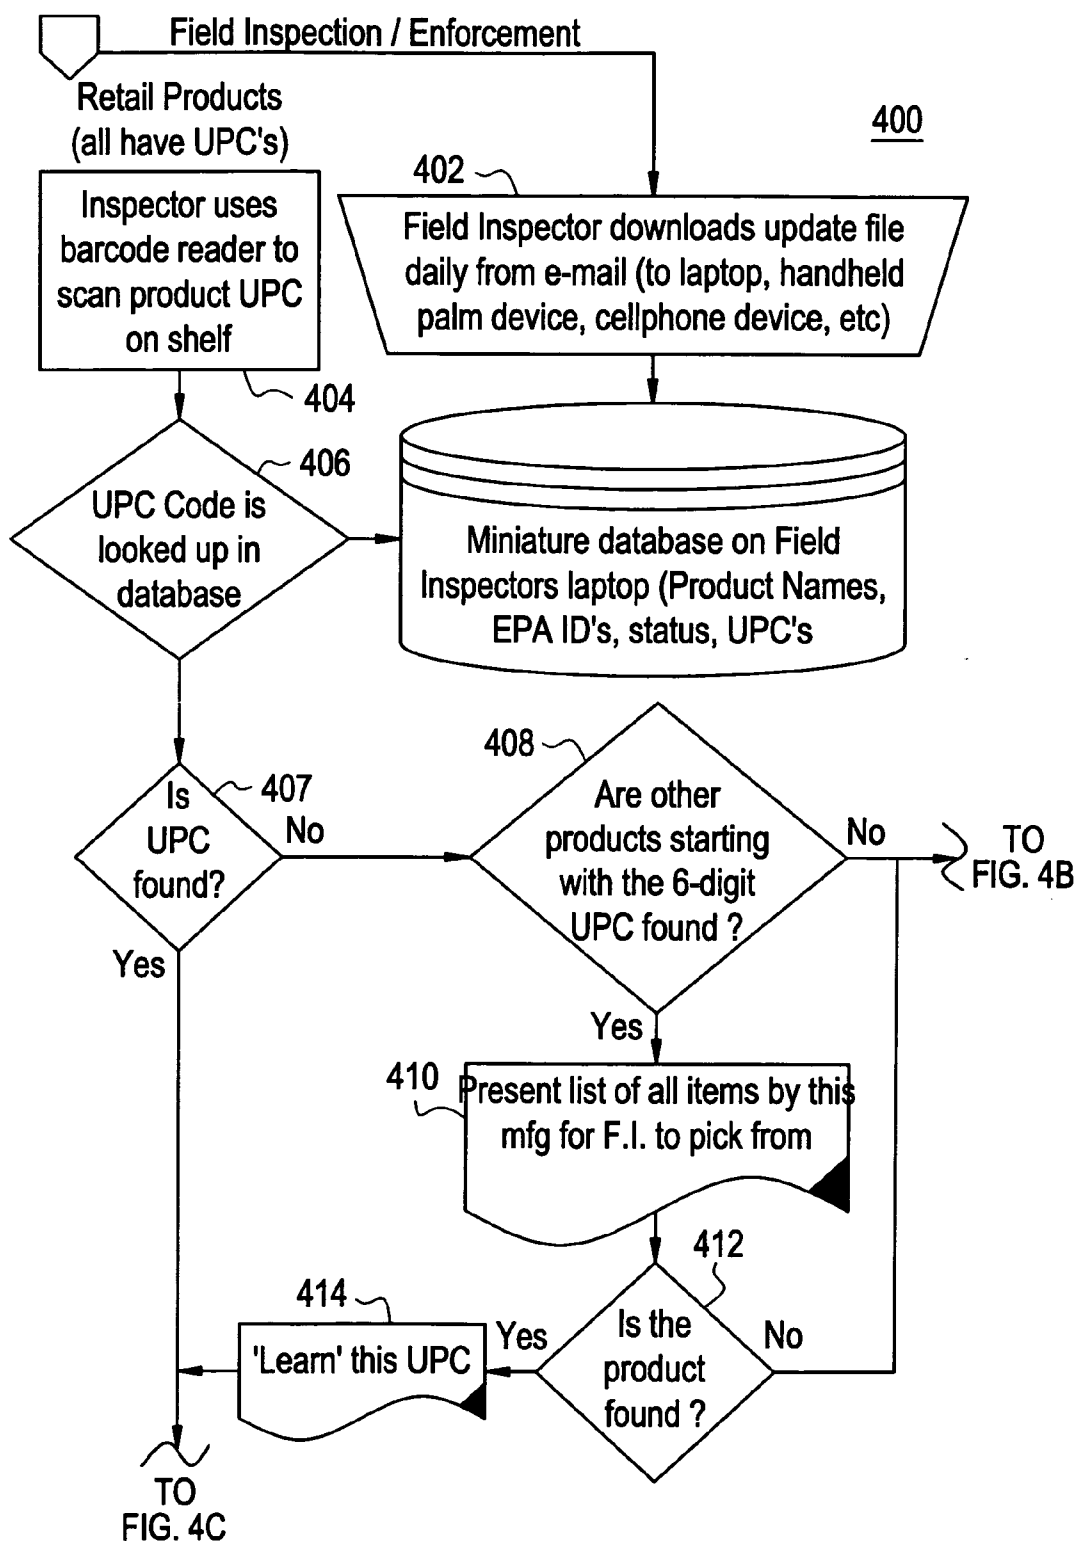 Field Inspection / Enforcement
Retail Products
(all have UPC's)
400
402
Inspector uses
barcode reader to
scan product UPC
on shelf
Field Inspector downloads update file
daily from e-mail (to laptop, handheld
palm device, cellphone device, etc)
404
406
UPC Code is
looked up in
database
Miniature database on Field
Inspectors laptop (Product Names,
EPA ID's, status, UPC's
407
Is
UPC
found?
No
Yes
408
Are other
products starting
with the 6-digit
UPC found ?
No
TO
FIG. 4B
Yes
410
Present list of all items by this
mfg for F.I. to pick from
412
Is the
product
found ?
No
Yes
414
'Learn' this UPC
TO
FIG. 4C